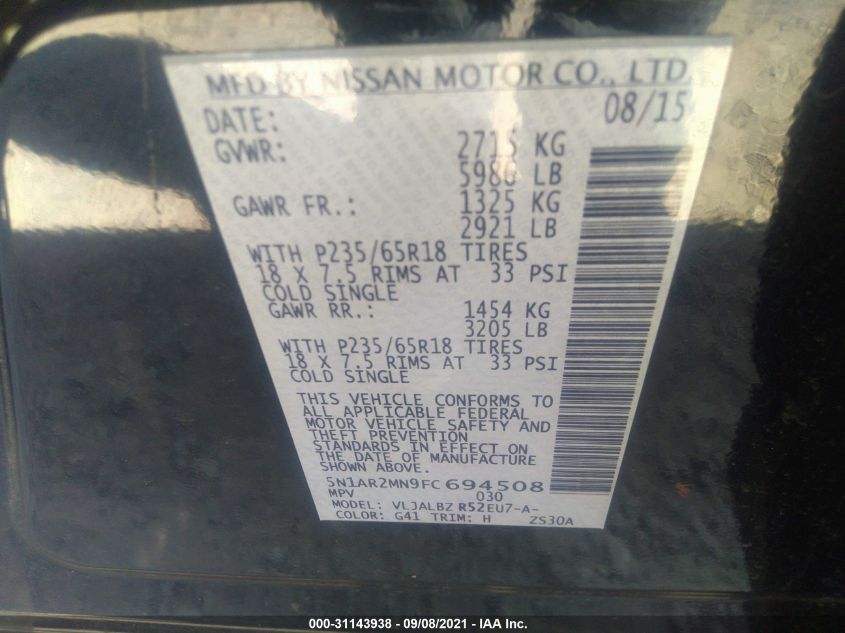 MFD BY NISSAN MOTOR CO., LTD.
DATE: 08/15
GVWR: 2715 KG
5986 LB
GAWR FR.: 1325 KG
2921 LB
WITH P235/65R18 TIRES
18 X 7.5 RIMS AT 33 PSI
COLD SINGLE
GAWR RR.: 1454 KG
3205 LB
WITH P235/65R18 TIRES
18 X 7.5 RIMS AT 33 PSI
COLD SINGLE
THIS VEHICLE CONFORMS TO
ALL APPLICABLE FEDERAL
MOTOR VEHICLE SAFETY AND
THEFT PREVENTION
STANDARDS IN EFFECT ON
THE DATE OF MANUFACTURE
SHOWN ABOVE.
5N1AR2MN9FC694508
MPV 030
MODEL: VLJALBZ R52EU7-A-
COLOR: G41 TRIM: H ZS30A
000-31143938 - 09/08/2021 - IAA Inc.